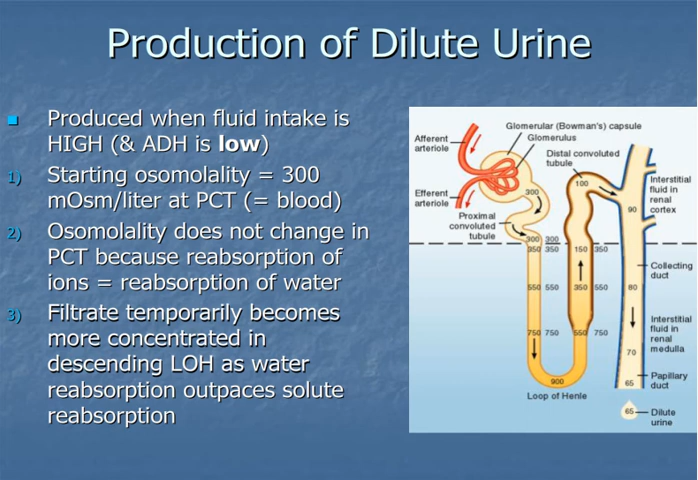 Production of Dilute Urine
Produced when fluid intake is
HIGH (& ADH is low)
1) Starting osomolality = 300
mOsm/liter at PCT (= blood)
2) Osomolality does not change in
PCT because reabsorption of
ions = reabsorption of water
3) Filtrate temporarily becomes
more concentrated in
descending LOH as water
reabsorption outpaces solute
reabsorption
Glomerular (Bowman's) capsule
Glomerulus
Afferent
arteriole
Distal convoluted
tubule
Efferent
arteriole
Proximal
convoluted
tubule
Interstitial
fluid in
renal
cortex
300 100 90
300 300
350 350 150 350
Collecting
duct
550 550 350 550 80
Interstitial
fluid in
renal
medulla
750 750 550 750
70
900
Papillary
duct
65
Loop of Henle
65
Dilute
urine